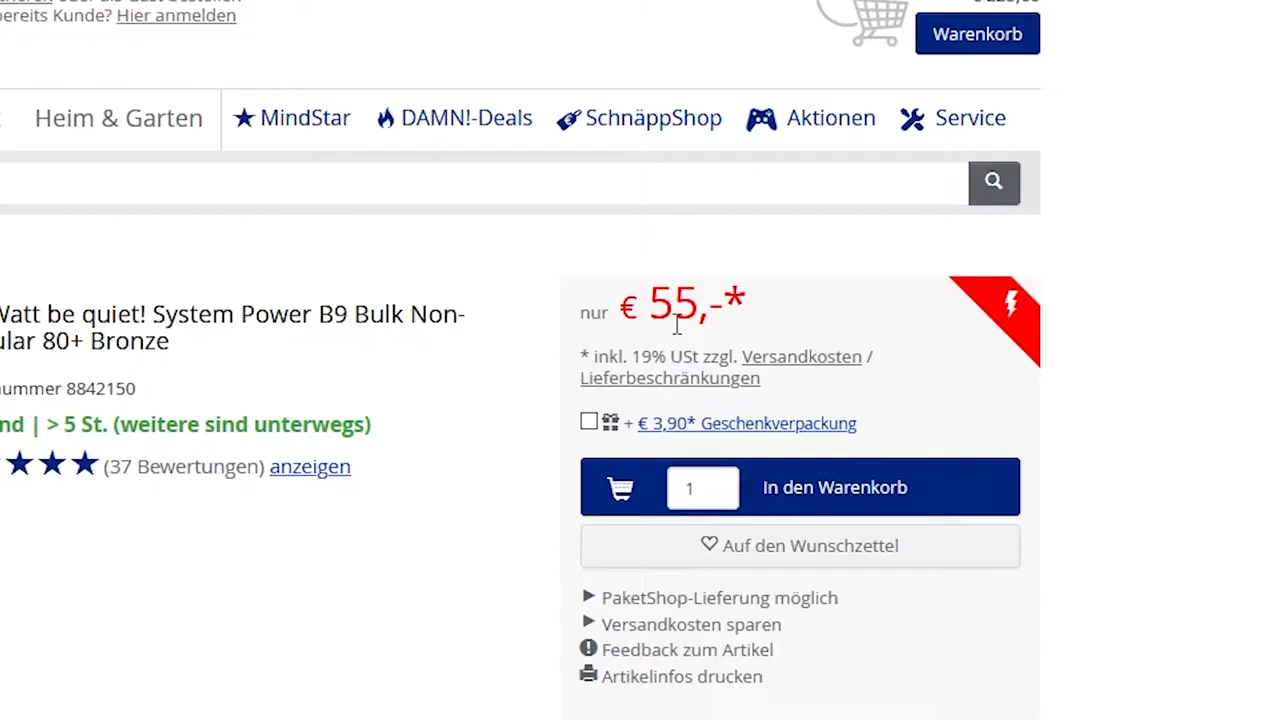 bereits Kunde? Hier anmelden
Warenkorb
Heim & Garten
MindStar
DAMN!-Deals
SchnäppShop
Aktionen
Service
Watt be quiet! System Power B9 Bulk Non-
ular 80+ Bronze
nummer 8842150
nd | > 5 St. (weitere sind unterwegs)
(37 Bewertungen) anzeigen
nur € 55,-*
* inkl. 19% USt zzgl. Versandkosten /
Lieferbeschränkungen
+ € 3,90* Geschenkverpackung
1 In den Warenkorb
Auf den Wunschzettel
PaketShop-Lieferung möglich
Versandkosten sparen
Feedback zum Artikel
Artikelinfos drucken